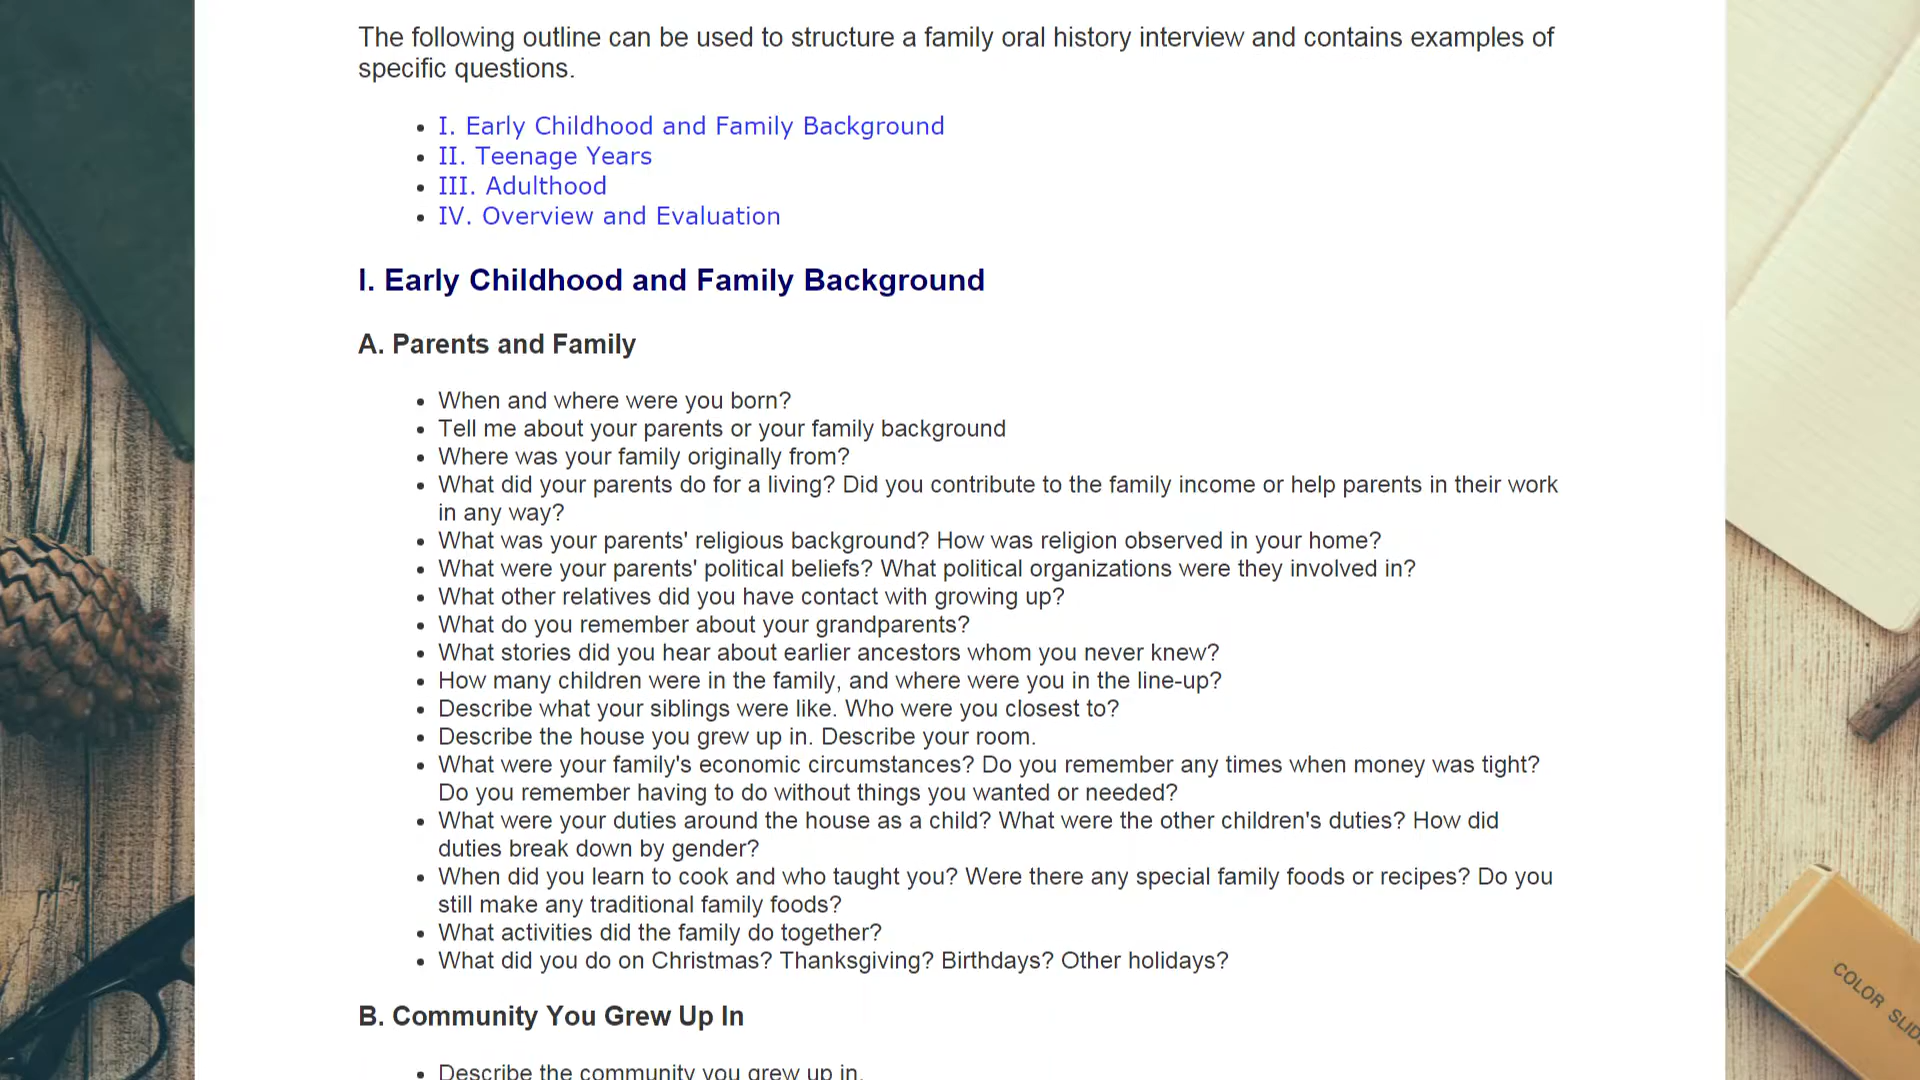 The following outline can be used to structure a family oral history interview and contains examples of
specific questions.
• I. Early Childhood and Family Background
• II. Teenage Years
• III. Adulthood
• IV. Overview and Evaluation
I. Early Childhood and Family Background
A. Parents and Family
• When and where were you born?
• Tell me about your parents or your family background
• Where was your family originally from?
• What did your parents do for a living? Did you contribute to the family income or help parents in their work
in any way?
• What was your parents' religious background? How was religion observed in your home?
• What were your parents' political beliefs? What political organizations were they involved in?
• What other relatives did you have contact with growing up?
• What do you remember about your grandparents?
• What stories did you hear about earlier ancestors whom you never knew?
• How many children were in the family, and where were you in the line-up?
• Describe what your siblings were like. Who were you closest to?
• Describe the house you grew up in. Describe your room.
• What were your family's economic circumstances? Do you remember any times when money was tight?
Do you remember having to do without things you wanted or needed?
• What were your duties around the house as a child? What were the other children's duties? How did
duties break down by gender?
• When did you learn to cook and who taught you? Were there any special family foods or recipes? Do you
still make any traditional family foods?
• What activities did the family do together?
• What did you do on Christmas? Thanksgiving? Birthdays? Other holidays?
B. Community You Grew Up In
• Describe the community you grew up in.
COLOR SLID